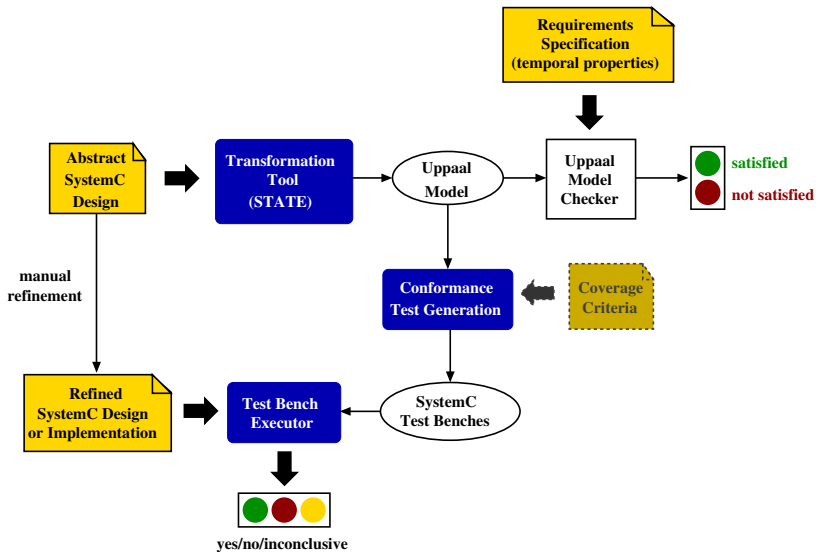 Requirements
Specification
(temporal properties)
Abstract
SystemC
Design
Transformation
Tool
(STATE)
Uppaal
Model
Uppaal
Model
Checker
satisfied
not satisfied
manual
refinement
Conformance
Test Generation
Coverage
Criteria
Refined
SystemC Design
or Implementation
Test Bench
Executor
SystemC
Test Benches
yes/no/inconclusive